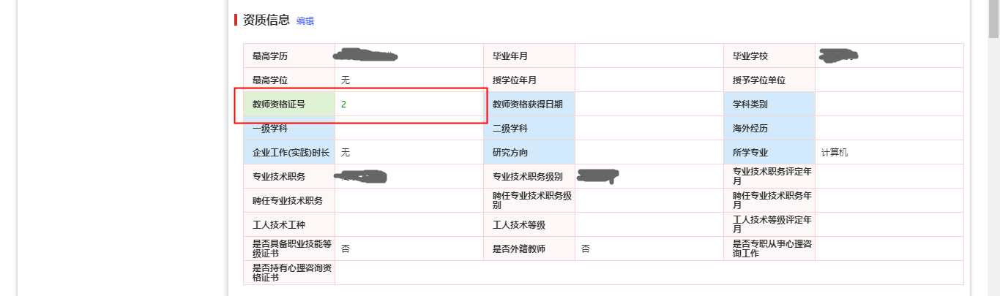 资质信息 编辑
最高学历 毕业年月 毕业学校
最高学位 无 授学位年月 授予学位单位
教师资格证号 2 教师资格获得日期 学科类别
一级学科 二级学科 海外经历
企业工作(实践)时长 无 研究方向 所学专业 计算机
专业技术职务 专业技术职务级别 专业技术职务评定年
月
聘任专业技术职务 聘任专业技术职务级 聘任专业技术职务年
别 月
工人技术工种 工人技术等级 工人技术等级评定年
月
是否具备职业技能等 否 是否外籍教师 否 是否专职从事心理咨
级证书 询工作
是否持有心理咨询资
格证书